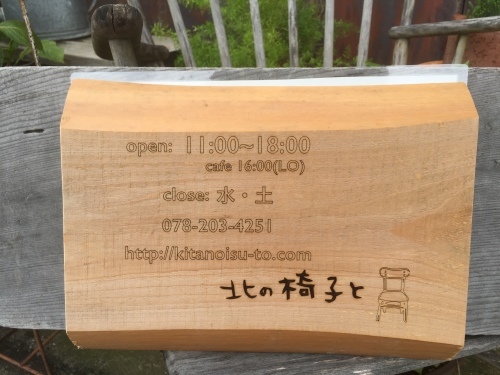 open: 11:00~18:00
cafe 16:00(LO)
close: 水・土
078-203-4251
http://kitanoisu-to.com
北の椅子と